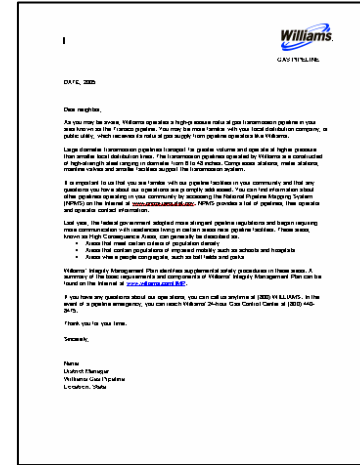 Williams.
GAS PIPELINE
DATE, 2005
Dear neighbor,
As you may be aware, Williams operates a high-pressure natural gas transmission pipeline in your
area known as the Transco pipeline. You may be more familiar with your local distribution company, or
public utility, which receives its natural gas supply from pipeline operators like Williams.
Large diameter transmission pipelines transport far greater volume and operate at higher pressure
than smaller local distribution lines. The transmission pipelines operated by Williams are constructed
of high-strength steel ranging in diameter from 8 to 48 inches. Compressor stations, meter stations,
mainline valves and smaller facilities support the transmission system.
It is important to us that you are familiar with our pipeline facilities in your community and that any
questions you have about our operations are promptly addressed. You can find information about
other pipelines operating in your community by accessing the National Pipeline Mapping System
(NPMS) on the Internet at NPMS provides a list of pipelines, their operators
and operator contact information.
Last year, the federal government adopted more stringent pipeline regulations and began requiring
more communication with residences living in certain areas near pipeline facilities. These areas,
known as High Consequence Areas, can generally be described as:
• Areas that meet certain criteria of population density
• Areas that contain populations of impaired mobility such as schools and hospitals
• Areas where people congregate, such as ball fields and parks
Williams' Integrity Management Plan identifies supplemental safety procedures in these areas. A
summary of the basic requirements and components of Williams' Integrity Management Plan can be
found on the Internet at www.williams.com/IMP.
If you have any questions about our operations, you can call us anytime at (800) WILLIAMS. In the
event of a pipeline emergency, you can reach Williams' 24-hour Gas Control Center at
Thank you for your time.
Sincerely,
Name
District Manager
Williams Gas Pipeline
Location, State